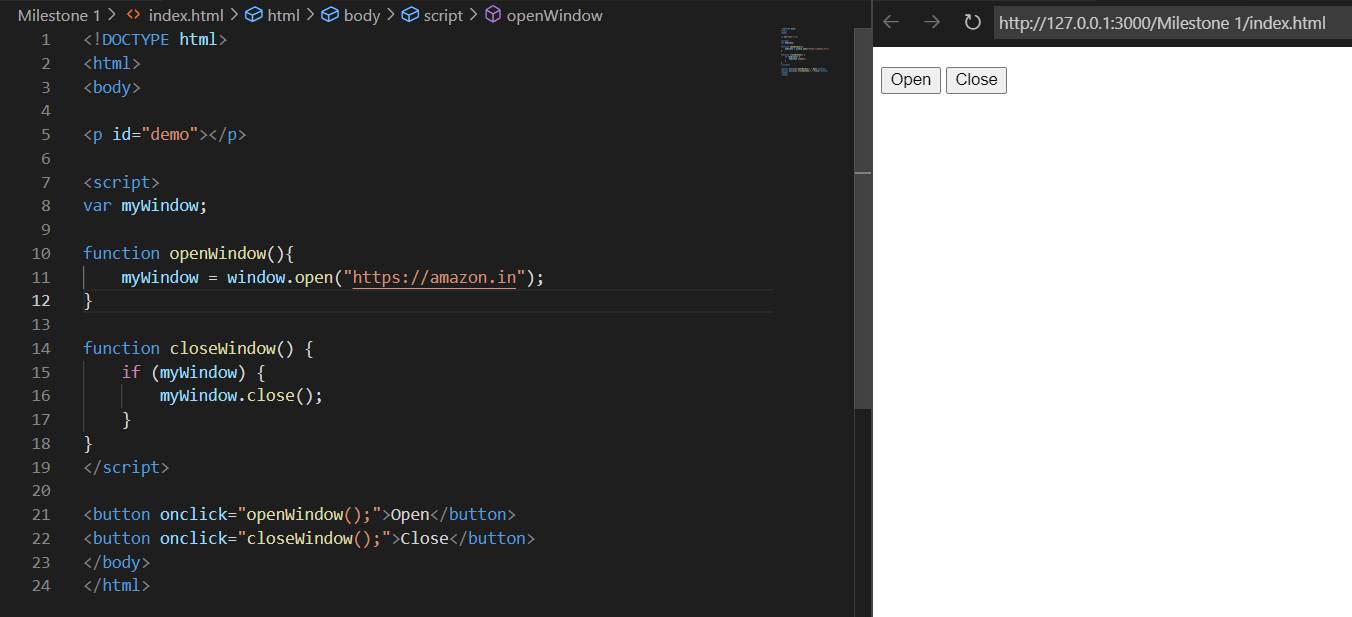 Milestone 1 > <> index.html > html > body > script > openWindow
1 <!DOCTYPE html>
2 <html>
3 <body>
4
5 <p id="demo"></p>
6
7 <script>
8 var myWindow;
9
10 function openWindow(){
11     myWindow = window.open("https://amazon.in");
12 }
13
14 function closeWindow() {
15     if (myWindow) {
16         myWindow.close();
17     }
18 }
19 </script>
20
21 <button onclick="openWindow();">Open</button>
22 <button onclick="closeWindow();">Close</button>
23 </body>
24 </html>
http://127.0.0.1:3000/Milestone 1/index.html
Open Close